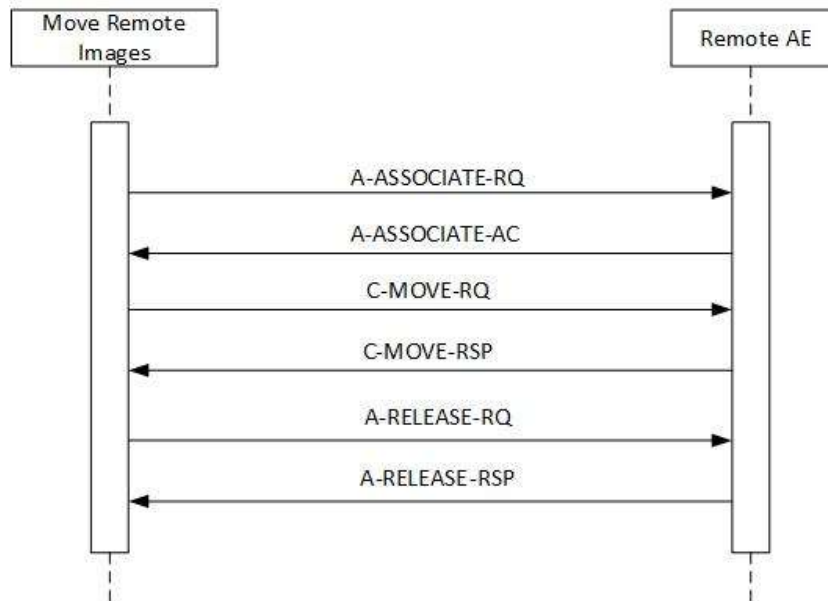 Move Remote
Images
Remote AE
A-ASSOCIATE-RQ
A-ASSOCIATE-AC
C-MOVE-RQ
C-MOVE-RSP
A-RELEASE-RQ
A-RELEASE-RSP